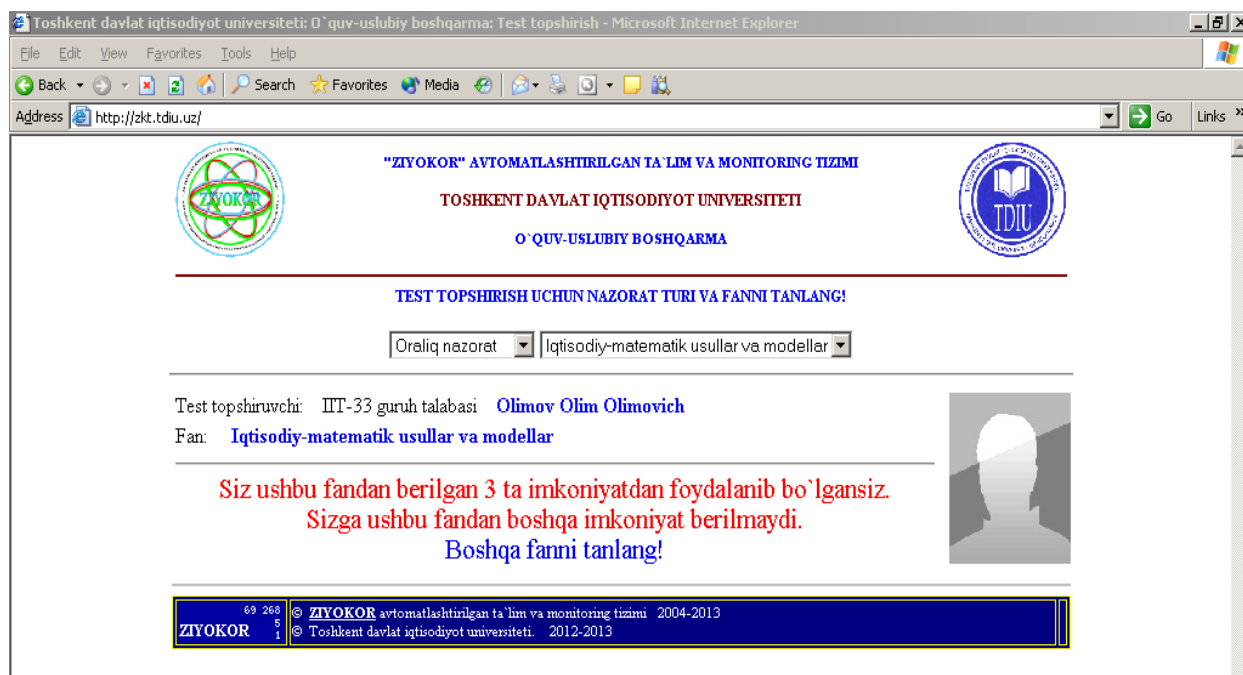 Toshkent davlat iqtisodiyot universiteti: O`quv-uslubiy boshqarma: Test topshirish - Microsoft Internet Explorer
File Edit View Favorites Tools Help
Back Search Favorites Media
Address http://zkt.tdiu.uz/ Go Links »
ZIYOKOR
"ZIYOKOR" AVTOMATLASHTIRILGAN TA`LIM VA MONITORING TIZIMI
TOSHKENT DAVLAT IQTISODIYOT UNIVERSITETI
O`QUV-USLUBIY BOSHQARMA
TDIU
TEST TOPSHIRISH UCHUN NAZORAT TURI VA FANNI TANLANG!
Oraliq nazorat Iqtisodiy-matematik usullar va modellar
Test topshiruvchi: IIT-33 guruh talabasi Olimov Olim Olimovich
Fan: Iqtisodiy-matematik usullar va modellar
Siz ushbu fandan berilgan 3 ta imkoniyatdan foydalanib bo`lgansiz.
Sizga ushbu fandan boshqa imkoniyat berilmaydi.
Boshqa fanni tanlang!
69 268
5
ZIYOKOR 1
© ZIYOKOR avtomatlashtirilgan ta`lim va monitoring tizimi 2004-2013
© Toshkent davlat iqtisodiyot universiteti. 2012-2013